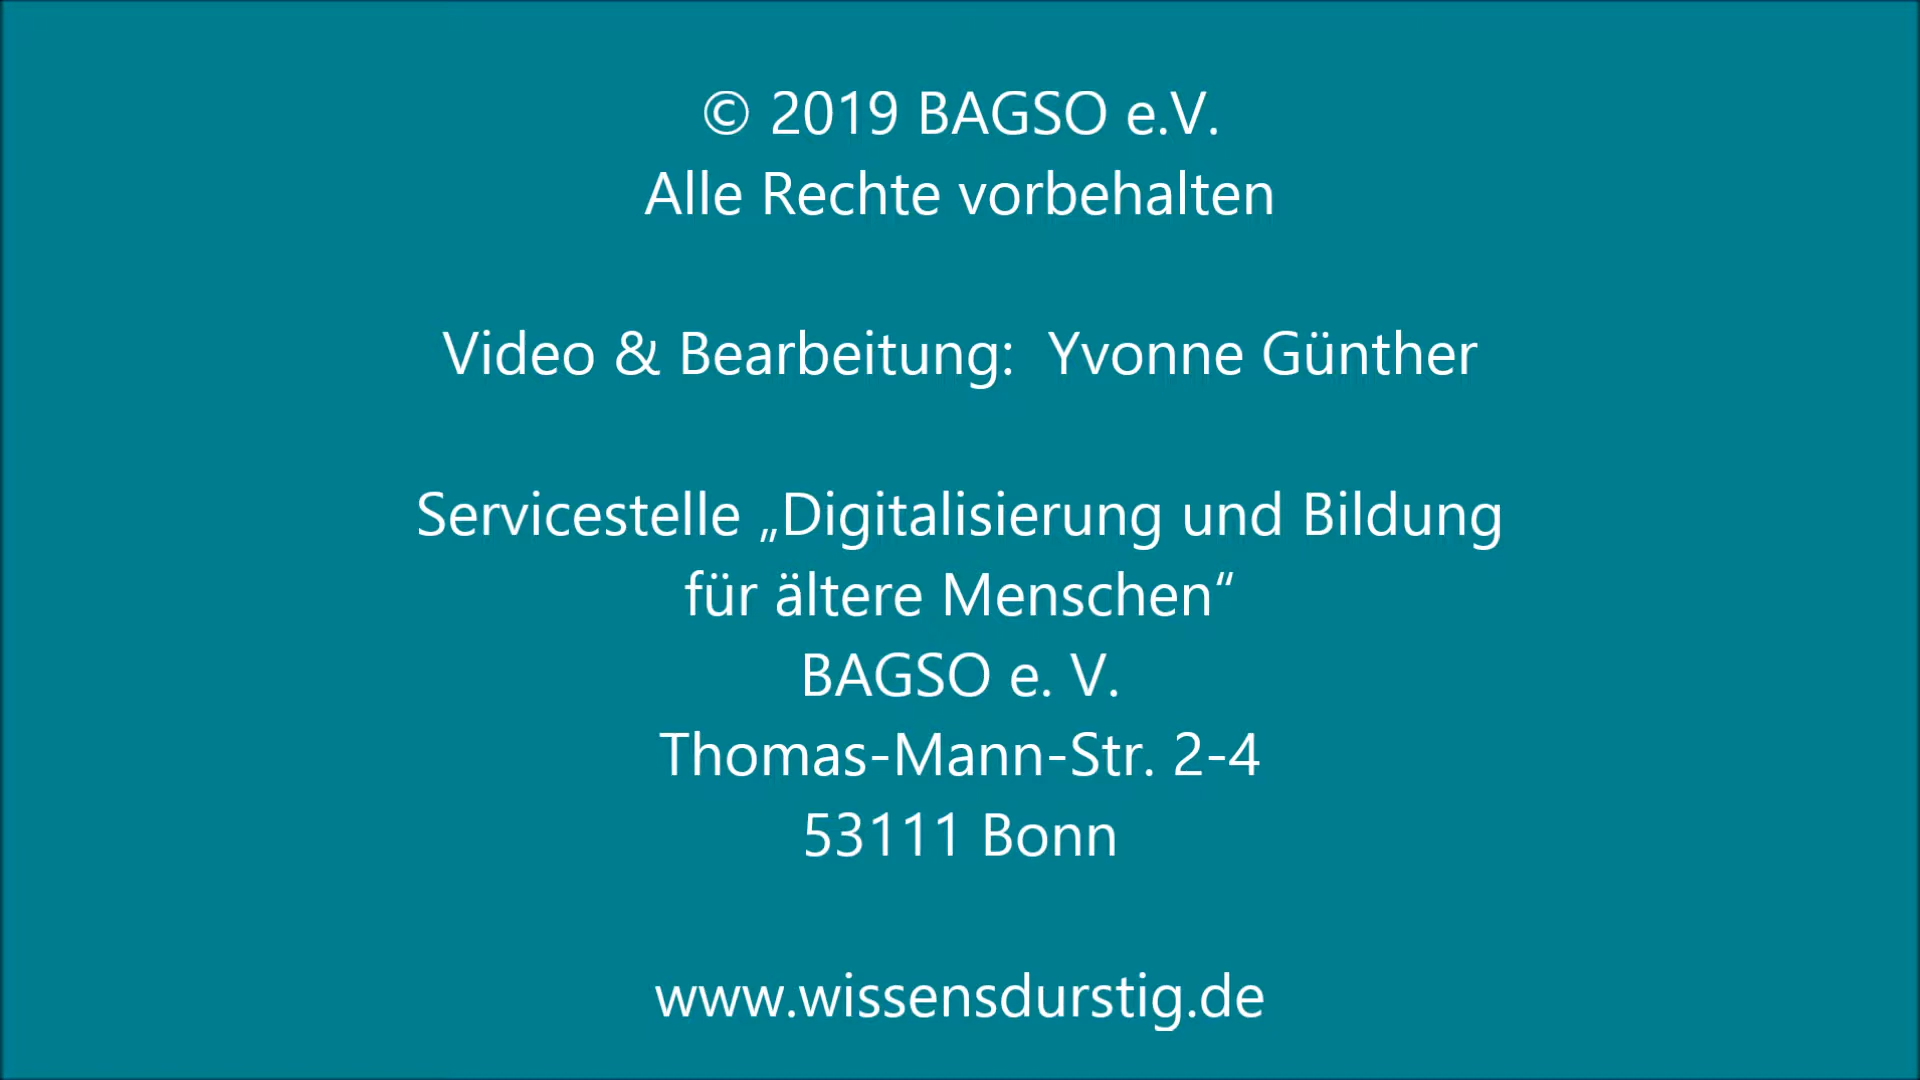 © 2019 BAGSO e.V.
Alle Rechte vorbehalten
Video & Bearbeitung:  Yvonne Günther
Servicestelle „Digitalisierung und Bildung
für ältere Menschen“
BAGSO e. V.
Thomas-Mann-Str. 2-4
53111 Bonn
www.wissensdurstig.de